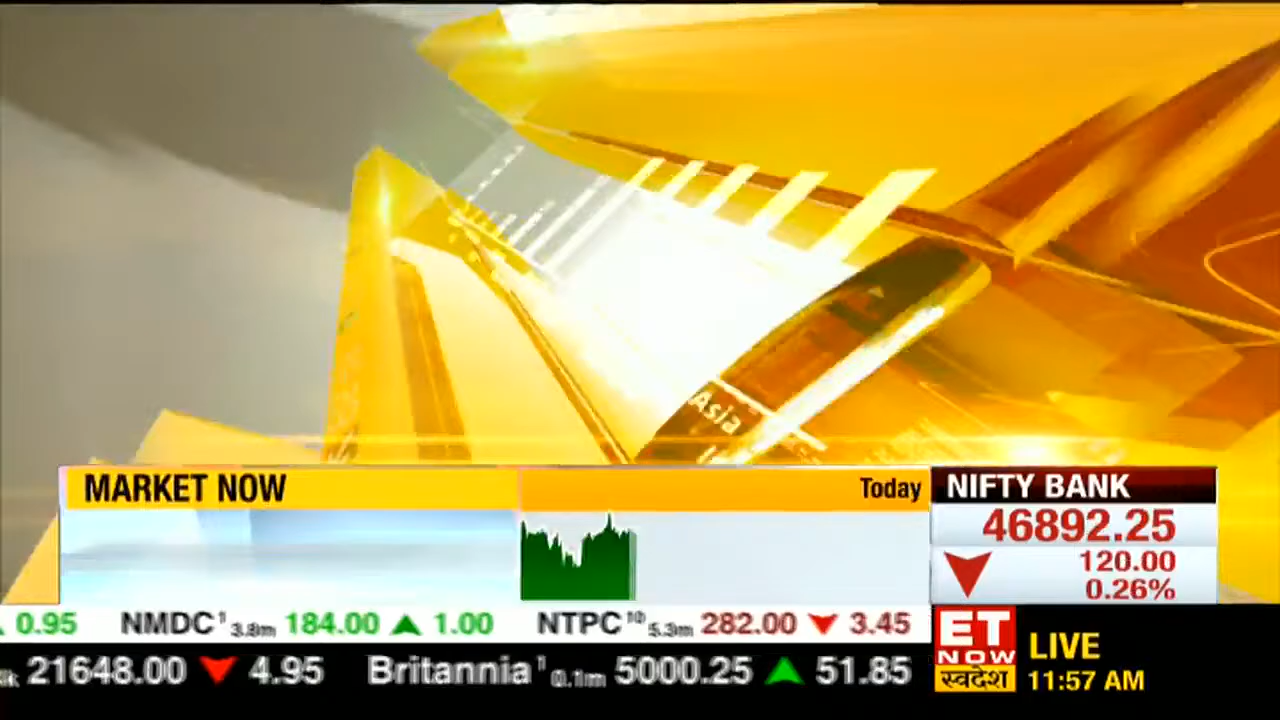 Asia
MARKET NOW
Today
NIFTY BANK
46892.25
120.00
0.26%
0.95 NMDC 1 3.8m 184.00 ▲ 1.00 NTPC 10 5.3m 282.00 ▼ 3.45
21648.00 ▼ 4.95 Britannia 1 0.1m 5000.25 ▲ 51.85
ET
NOW
स्वदेश
LIVE
11:57 AM